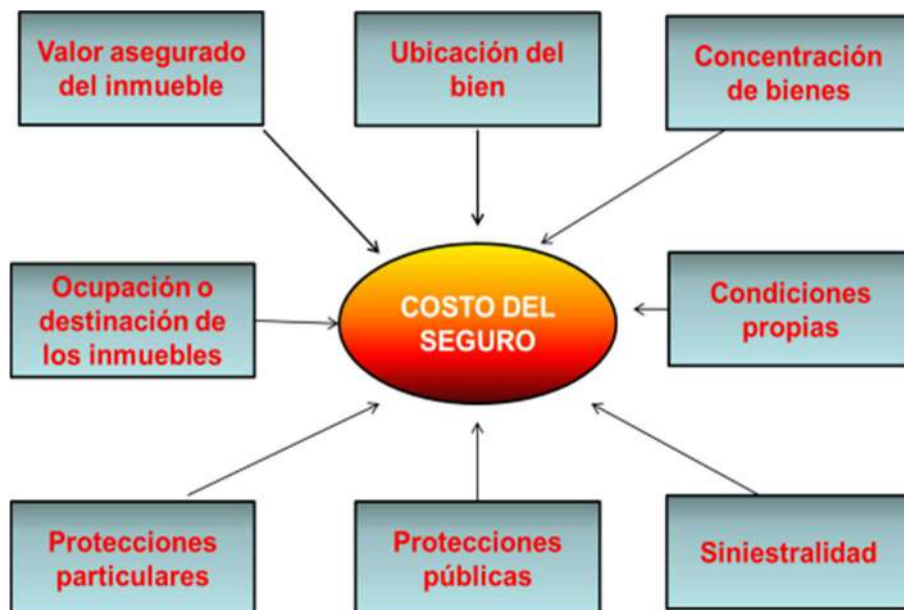 Valor asegurado
del inmueble
Ubicación del
bien
Concentración
de bienes
Ocupación o
destinación de
los inmuebles
COSTO DEL
SEGURO
Condiciones
propias
Protecciones
particulares
Protecciones
públicas
Siniestralidad